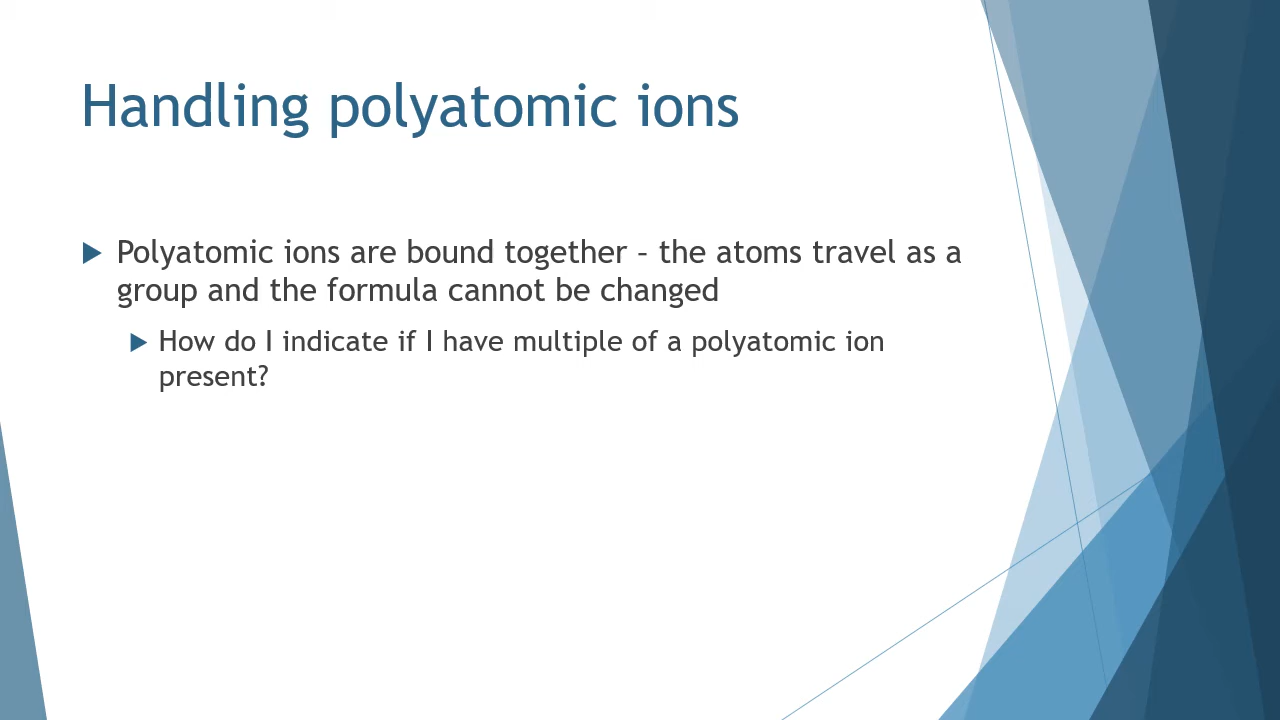 Handling polyatomic ions
Polyatomic ions are bound together – the atoms travel as a
group and the formula cannot be changed
How do I indicate if I have multiple of a polyatomic ion
present?